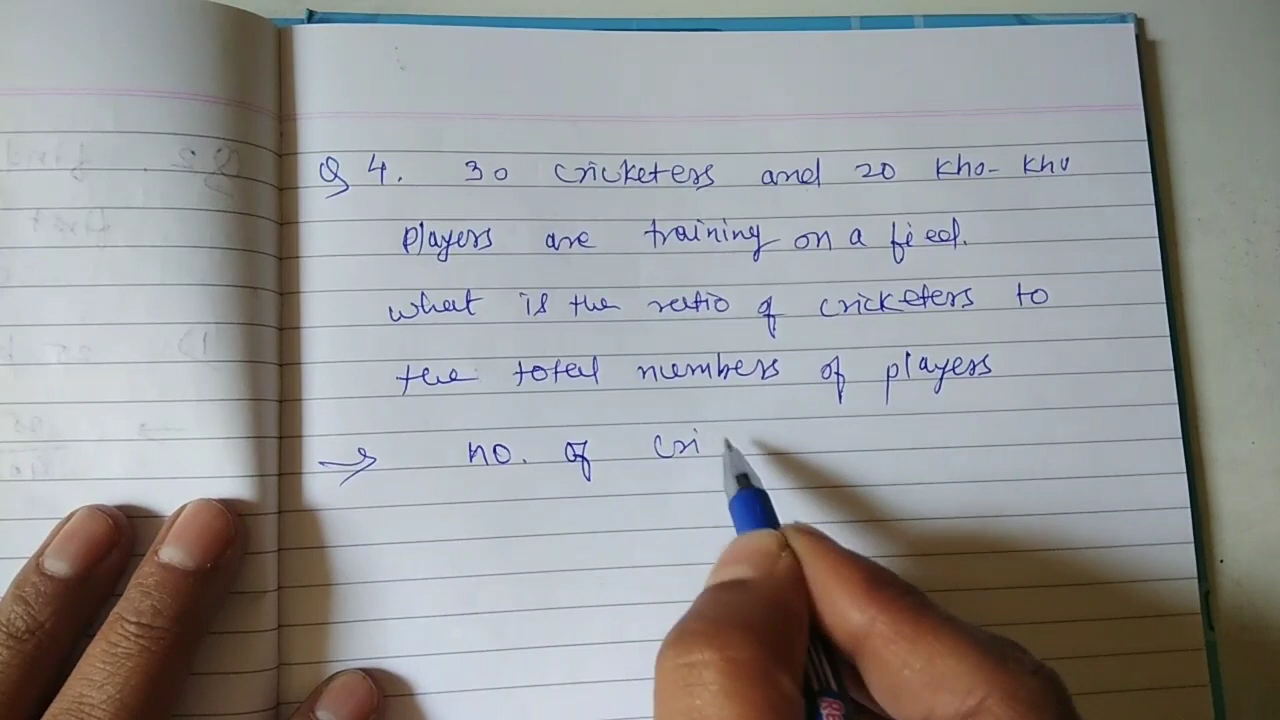 Q 4. 30 cricketers and 20 kho-kho
players are training on a fieed.
what is the ratio of cricketers to
the total numbers of players
→ no. of cri